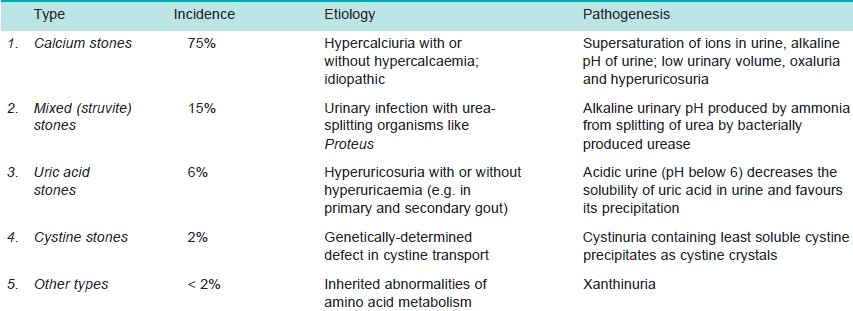 Type Incidence Etiology Pathogenesis
1. Calcium stones 75% Hypercalciuria with or Supersaturation of ions in urine, alkaline
without hypercalcaemia; pH of urine; low urinary volume, oxaluria
idiopathic and hyperuricosuria
2. Mixed (struvite) 15% Urinary infection with urea- Alkaline urinary pH produced by ammonia
stones splitting organisms like from splitting of urea by bacterially
Proteus produced urease
3. Uric acid 6% Hyperuricosuria with or without Acidic urine (pH below 6) decreases the
stones hyperuricaemia (e.g. in solubility of uric acid in urine and favours
primary and secondary gout) its precipitation
4. Cystine stones 2% Genetically-determined Cystinuria containing least soluble cystine
defect in cystine transport precipitates as cystine crystals
5. Other types < 2% Inherited abnormalities of Xanthinuria
amino acid metabolism